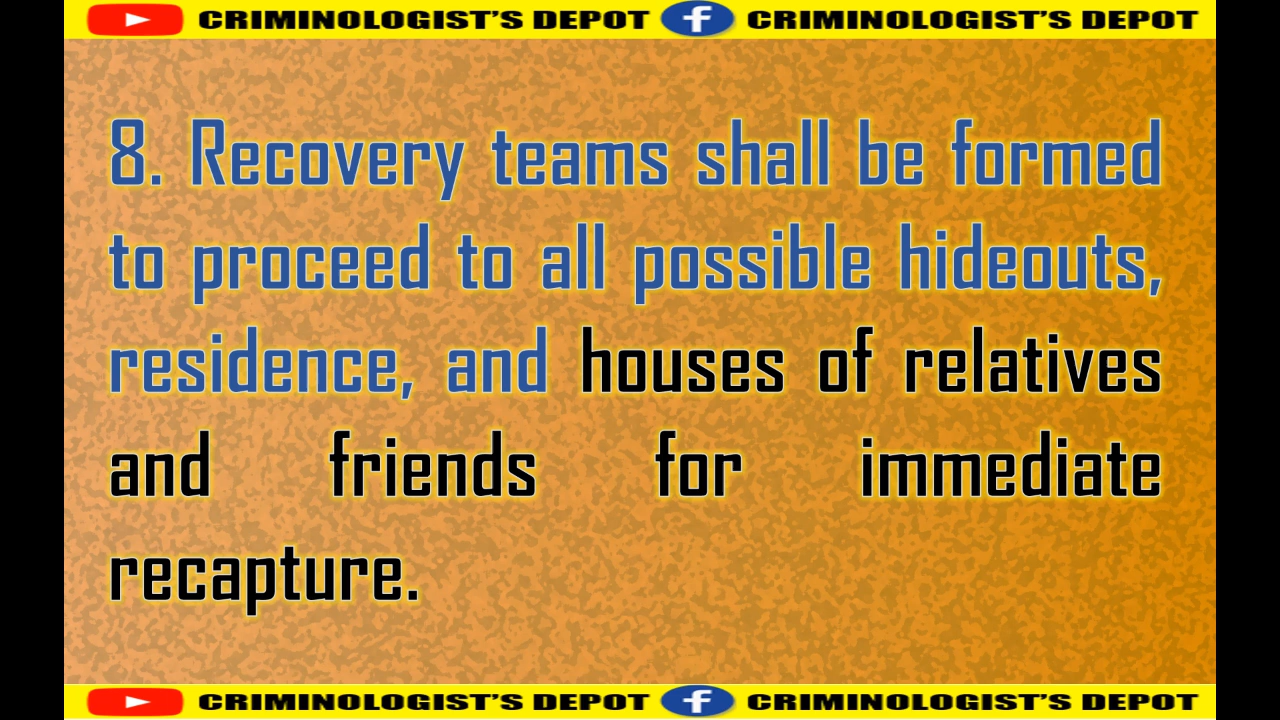 CRIMINOLOGIST'S DEPOT f CRIMINOLOGIST'S DEPOT
8. Recovery teams shall be formed
to proceed to all possible hideouts,
residence, and houses of relatives
and friends for immediate
recapture.
CRIMINOLOGIST'S DEPOT f CRIMINOLOGIST'S DEPOT